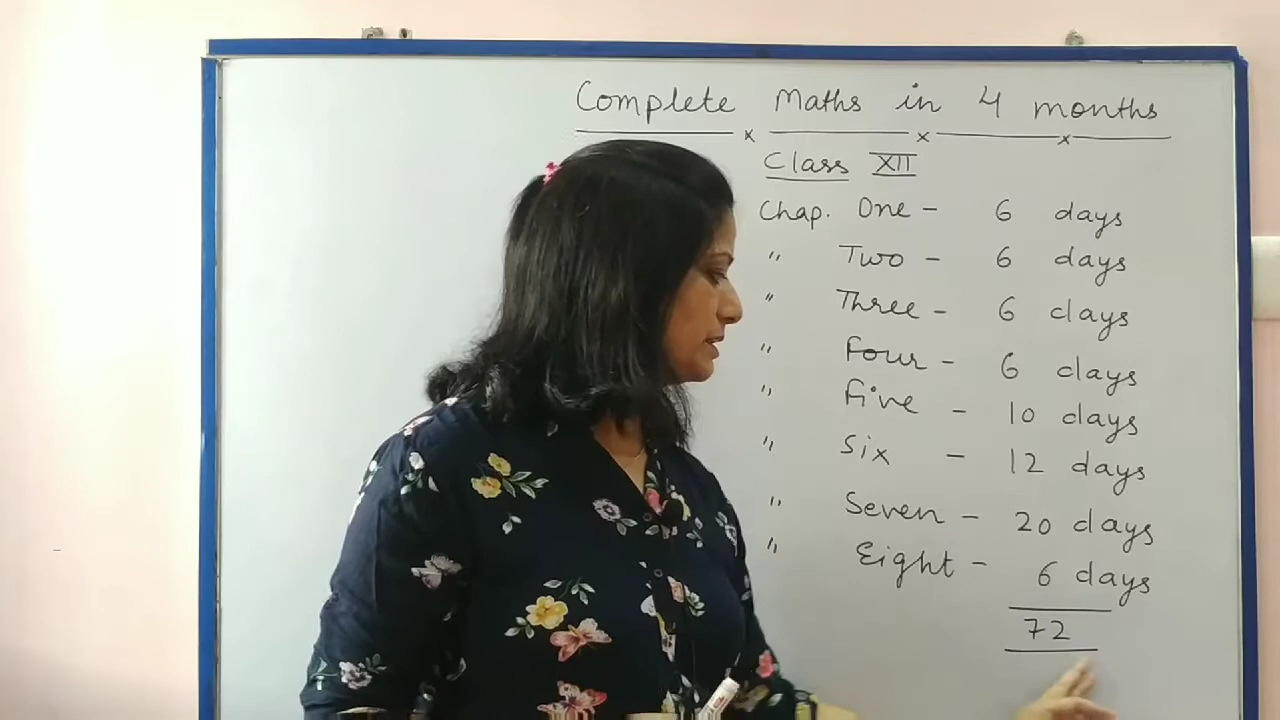 Complete Maths in 4 months
Class XII
Chap. One - 6 days
" Two - 6 days
" Three - 6 days
" Four - 6 days
" Five - 10 days
" Six - 12 days
" Seven - 20 days
" Eight - 6 days
72